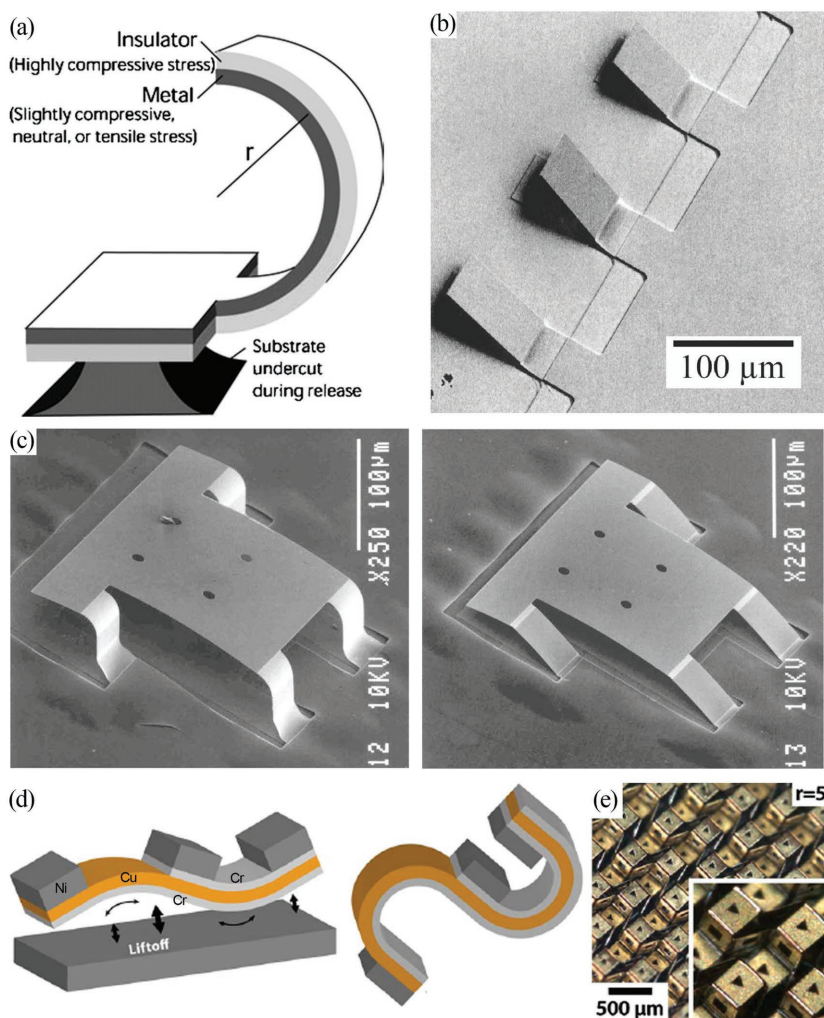 (a)
Insulator
(Highly compressive stress)
Metal
(Slightly compressive,
neutral, or tensile stress)
r
Substrate
undercut
during release
(b)
100 µm
(c)
12 10KV X250 100µm
13 10KV X220 100µm
(d)
Ni
Cu
Cr
Cr
Liftoff
(e)
r=5
500 µm